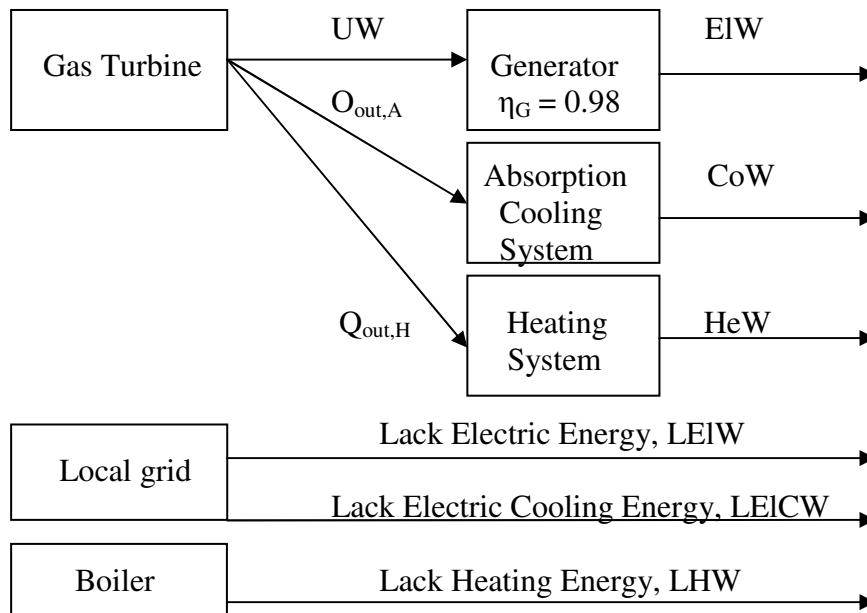 UW
ElW
Gas Turbine
Generator
η_G = 0.98
O_out,A
Absorption
Cooling
System
CoW
Q_out,H
Heating
System
HeW
Local grid
Lack Electric Energy, LElW
Lack Electric Cooling Energy, LElCW
Boiler
Lack Heating Energy, LHW